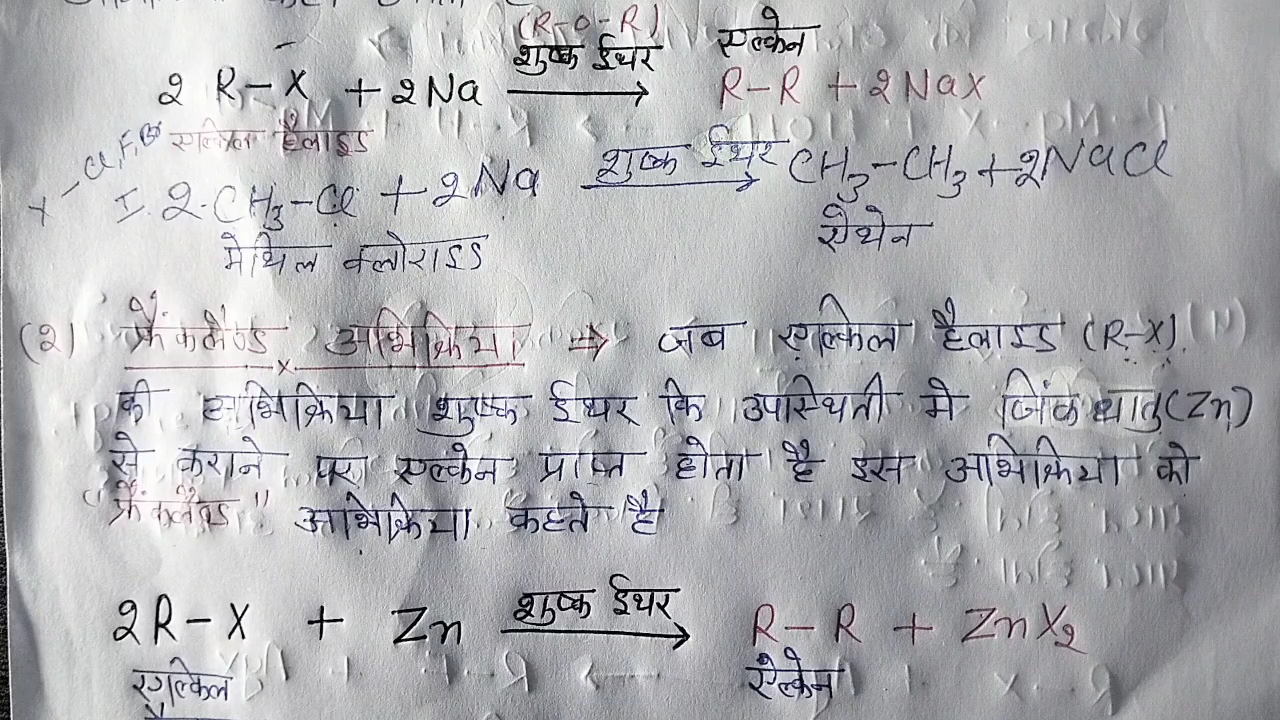 (R-O-R)
शुष्क ईथर एल्केन
2 R-X + 2Na ⟶ R-R + 2NaX
एल्किल हैलाइड
X - Cl, F, Br
I. 2.CH₃-Cl + 2Na शुष्क ईथर ⟶ CH₃-CH₃ + 2NaCl
मेथिल क्लोराइड ऐथेन
(2) फ्रैंकलैण्ड अभिक्रिया ⇒ जब एल्किल हैलाइड (R-X)
की अभिक्रिया शुष्क ईथर कि उपस्थिती मे जिंक धातु (Zn)
से कराने पर एल्केन प्राप्त होता है इस अभिक्रिया को
"फ्रैंकलैण्ड" अभिक्रिया कहते है
शुष्क ईथर
2R-X + Zn ⟶ R-R + ZnX₂
एल्किल ऐल्केन